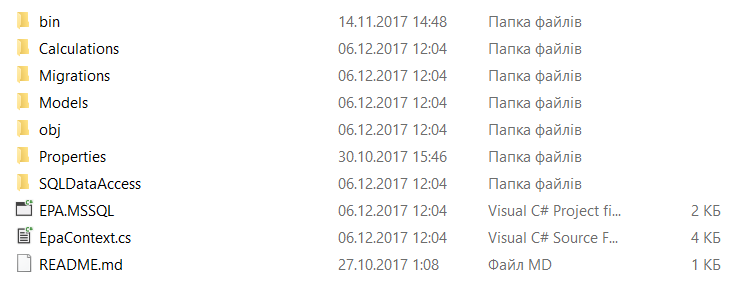 bin 14.11.2017 14:48 Папка файлів
Calculations 06.12.2017 12:04 Папка файлів
Migrations 06.12.2017 12:04 Папка файлів
Models 06.12.2017 12:04 Папка файлів
obj 06.12.2017 12:04 Папка файлів
Properties 30.10.2017 15:46 Папка файлів
SQLDataAccess 06.12.2017 12:04 Папка файлів
EPA.MSSQL 06.12.2017 12:04 Visual C# Project fi... 2 КБ
EpaContext.cs 06.12.2017 12:04 Visual C# Source F... 4 КБ
README.md 27.10.2017 1:08 Файл MD 1 КБ